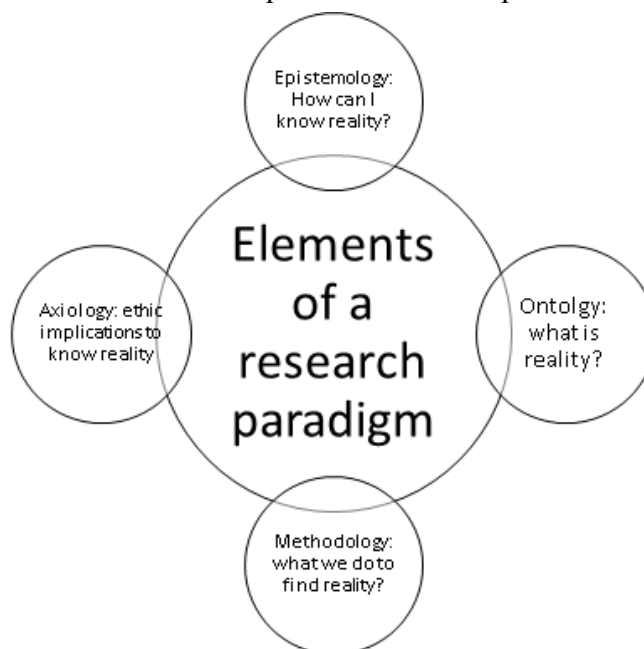 Epistemology:
How can I
know reality?
Elements
of a
research
paradigm
Axiology: ethic
implications to
know reality
Ontolgy:
what is
reality?
Methodology:
what we do to
find reality?